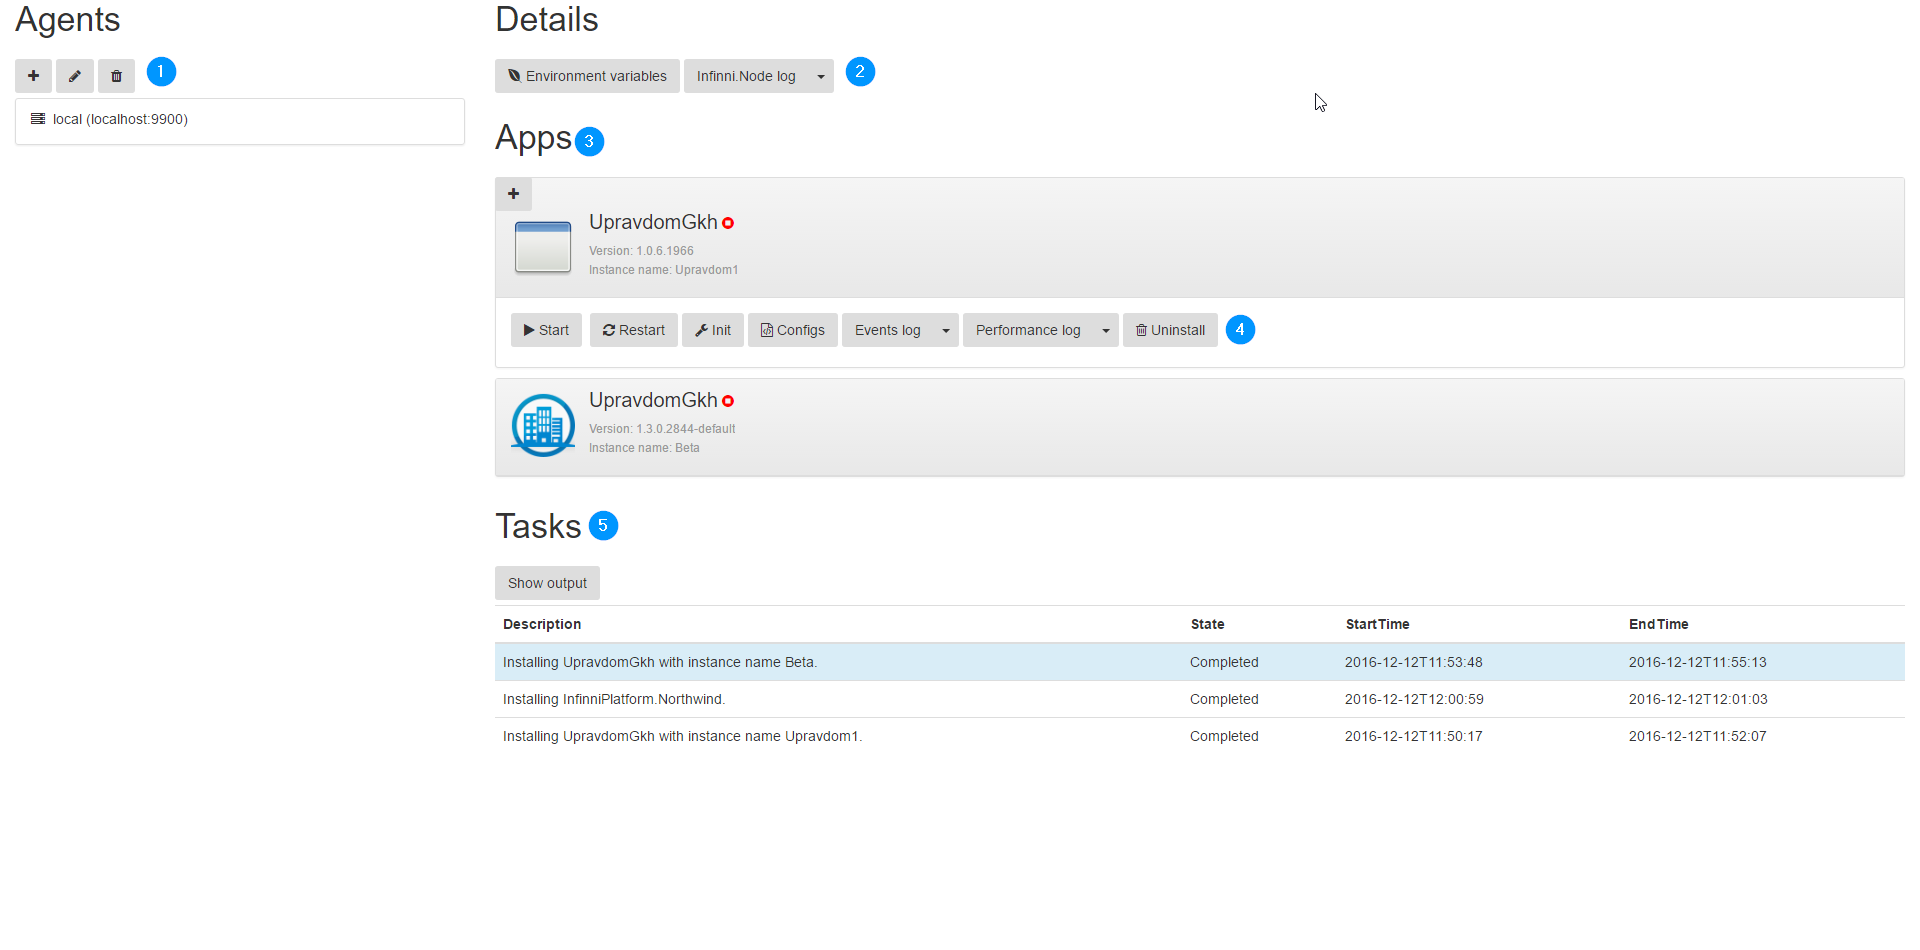 Agents
1
local (localhost:9900)
Details
Environment variables Infinni.Node log 2
Apps 3
UpravdomGkh
Version: 1.0.6.1966
Instance name: Upravdom1
Start Restart Init Configs Events log Performance log Uninstall 4
UpravdomGkh
Version: 1.3.0.2844-default
Instance name: Beta
Tasks 5
Show output
Description State StartTime EndTime
Installing UpravdomGkh with instance name Beta. Completed 2016-12-12T11:53:48 2016-12-12T11:55:13
Installing InfinniPlatform.Northwind. Completed 2016-12-12T12:00:59 2016-12-12T12:01:03
Installing UpravdomGkh with instance name Upravdom1. Completed 2016-12-12T11:50:17 2016-12-12T11:52:07